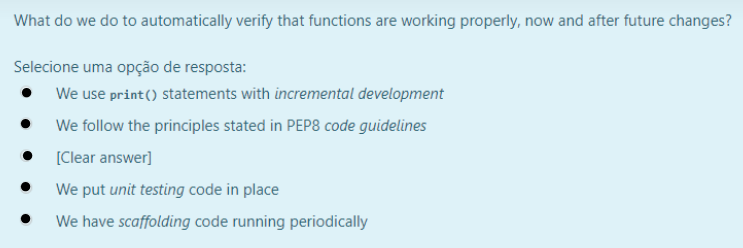 What do we do to automatically verify that functions are working properly, now and after future changes?
Selecione uma opção de resposta:
We use print() statements with incremental development
We follow the principles stated in PEP8 code guidelines
[Clear answer]
We put unit testing code in place
We have scaffolding code running periodically